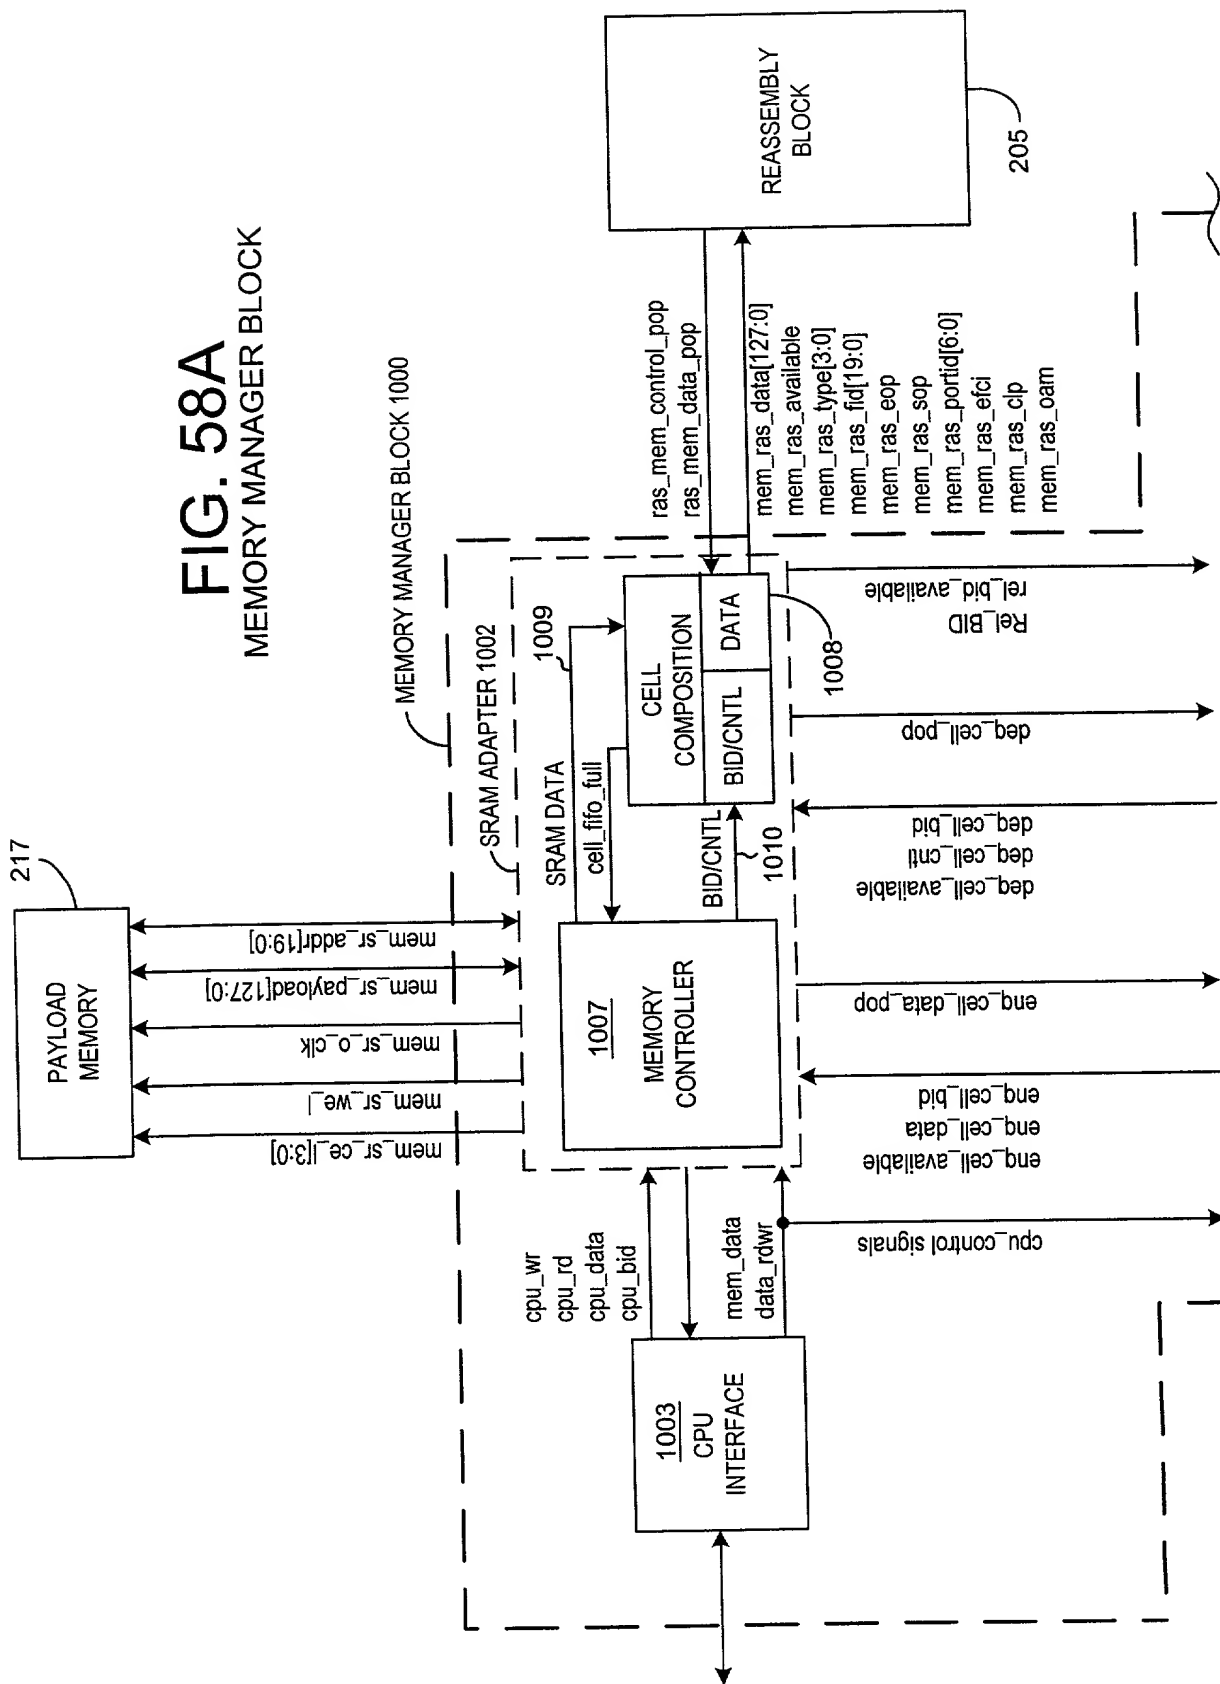 FIG. 58A
MEMORY MANAGER BLOCK
MEMORY MANAGER BLOCK 1000
SRAM ADAPTER 1002
217
PAYLOAD
MEMORY
mem_sr_ce_l[3:0]
mem_sr_we_l
mem_sr_o_clk
mem_sr_payload[127:0]
mem_sr_addr[19:0]
1003
CPU
INTERFACE
cpu_wr
cpu_rd
cpu_data
cpu_bid
mem_data
data_rdwr
1007
MEMORY
CONTROLLER
SRAM DATA
1009
cell_fifo_full
BID/CNTL
1010
CELL
COMPOSITION
BID/CNTL
DATA
1008
ras_mem_control_pop
ras_mem_data_pop
mem_ras_data[127:0]
mem_ras_available
mem_ras_type[3:0]
mem_ras_fid[19:0]
mem_ras_eop
mem_ras_sop
mem_ras_portid[6:0]
mem_ras_efci
mem_ras_clp
mem_ras_oam
REASSEMBLY
BLOCK
205
cpu_control signals
enq_cell_available
enq_cell_data
enq_cell_bid
enq_cell_data_pop
deq_cell_available
deq_cell_cntl
deq_cell_bid
deq_cell_pop
Rel_BID
rel_bid_available